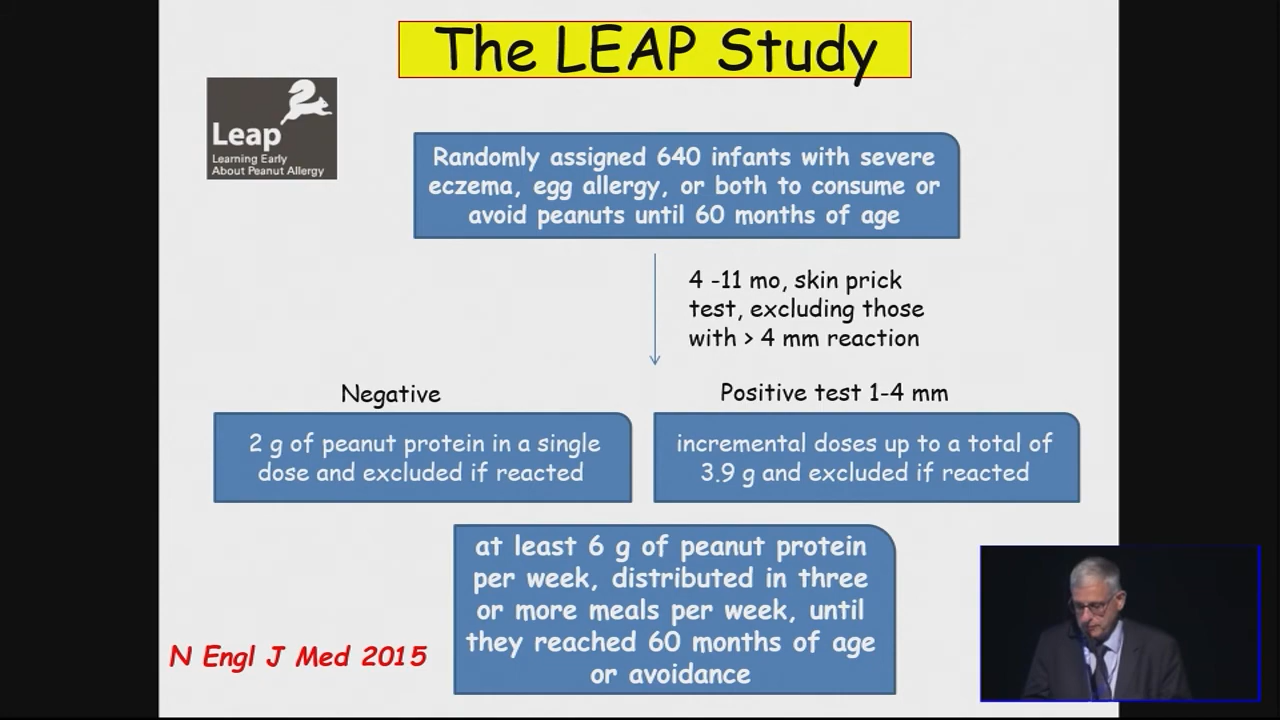 The LEAP Study
Leap
Learning Early
About Peanut Allergy
Randomly assigned 640 infants with severe
eczema, egg allergy, or both to consume or
avoid peanuts until 60 months of age
4 -11 mo, skin prick
test, excluding those
with > 4 mm reaction
Negative
2 g of peanut protein in a single
dose and excluded if reacted
Positive test 1-4 mm
incremental doses up to a total of
3.9 g and excluded if reacted
at least 6 g of peanut protein
per week, distributed in three
or more meals per week, until
they reached 60 months of age
or avoidance
N Engl J Med 2015